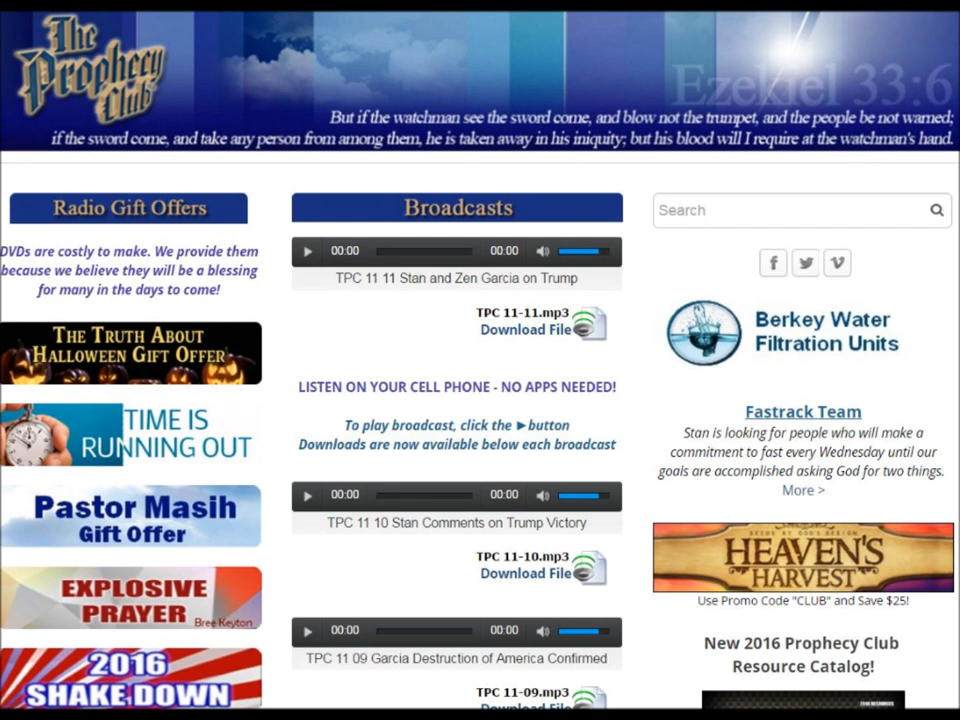 The
Prophecy
Club
Ezekiel 33:6
But if the watchman see the sword come, and blow not the trumpet, and the people be not warned;
if the sword come, and take any person from among them, he is taken away in his iniquity; but his blood will I require at the watchman's hand.
Radio Gift Offers
DVDs are costly to make. We provide them
because we believe they will be a blessing
for many in the days to come!
The Truth About
Halloween Gift Offer
TIME IS
RUNNING OUT
Pastor Masih
Gift Offer
EXPLOSIVE
PRAYER
Bree Keyton
2016
SHAKE DOWN
Broadcasts
00:00 00:00
TPC 11 11 Stan and Zen Garcia on Trump
TPC 11-11.mp3
Download File
LISTEN ON YOUR CELL PHONE - NO APPS NEEDED!
To play broadcast, click the ►button
Downloads are now available below each broadcast
00:00 00:00
TPC 11 10 Stan Comments on Trump Victory
TPC 11-10.mp3
Download File
00:00 00:00
TPC 11 09 Garcia Destruction of America Confirmed
TPC 11-09.mp3
Download File
Search
Berkey Water
Filtration Units
Fastrack Team
Stan is looking for people who will make a
commitment to fast every Wednesday until our
goals are accomplished asking God for two things.
More >
SEEDS BY GOD'S DESIGN
HEAVEN'S
HARVEST
Use Promo Code "CLUB" and Save $25!
New 2016 Prophecy Club
Resource Catalog!